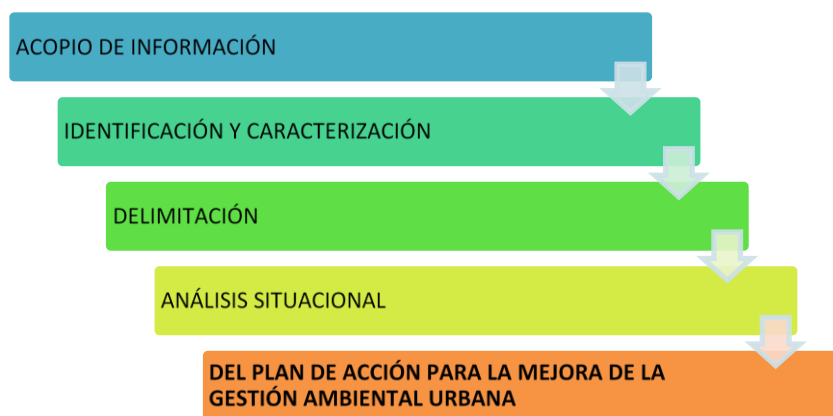 ACOPIO DE INFORMACIÓN
IDENTIFICACIÓN Y CARACTERIZACIÓN
DELIMITACIÓN
ANÁLISIS SITUACIONAL
DEL PLAN DE ACCIÓN PARA LA MEJORA DE LA
GESTIÓN AMBIENTAL URBANA